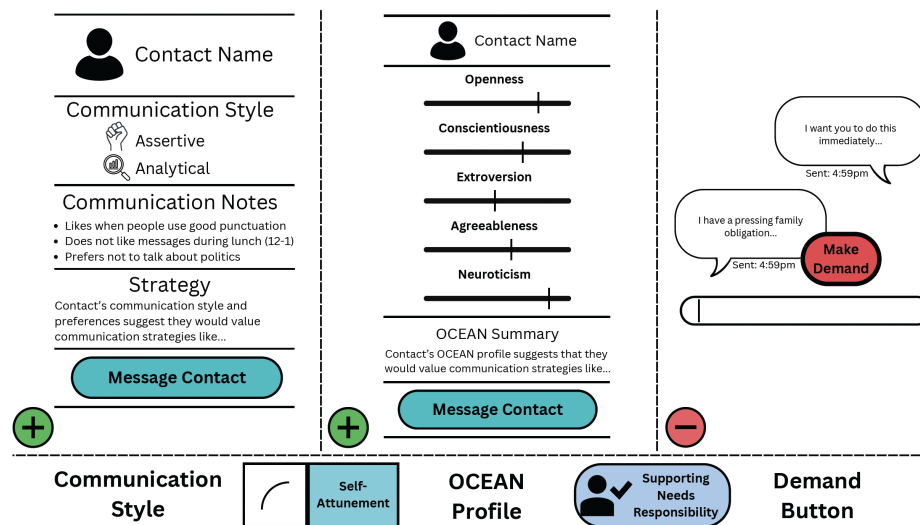 Contact Name
Communication Style
Assertive
Analytical
Communication Notes
• Likes when people use good punctuation
• Does not like messages during lunch (12-1)
• Prefers not to talk about politics
Strategy
Contact's communication style and
preferences suggest they would value
communication strategies like...
Message Contact
Contact Name
Openness
Conscientiousness
Extroversion
Agreeableness
Neuroticism
OCEAN Summary
Contact's OCEAN profile suggests that they
would value communication strategies like...
Message Contact
I want you to do this
immediately...
Sent: 4:59pm
I have a pressing family
obligation...
Sent: 4:59pm
Make
Demand
Communication
Style
Self-
Attunement
OCEAN
Profile
Supporting
Needs
Responsibility
Demand
Button